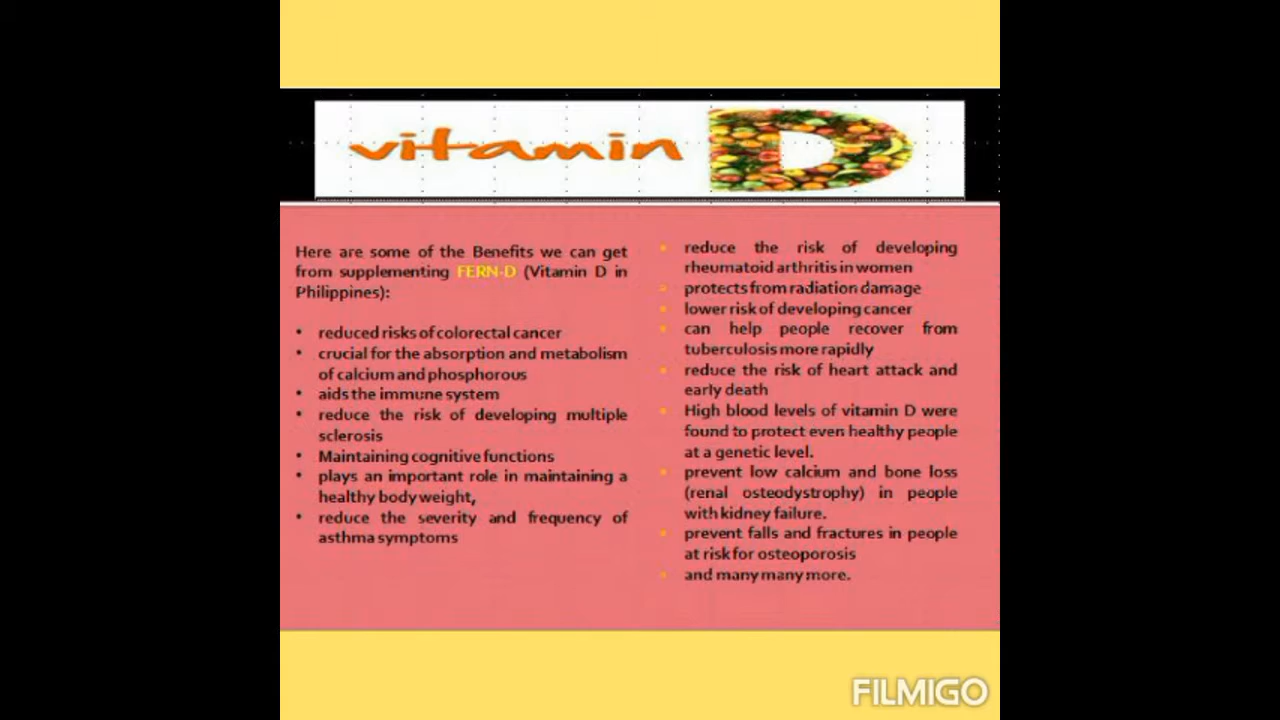 vitamin D
Here are some of the Benefits we can get
from supplementing FERN-D (Vitamin D in
Philippines):
• reduced risks of colorectal cancer
• crucial for the absorption and metabolism
of calcium and phosphorous
• aids the immune system
• reduce the risk of developing multiple
sclerosis
• Maintaining cognitive functions
• plays an important role in maintaining a
healthy body weight,
• reduce the severity and frequency of
asthma symptoms
• reduce the risk of developing
rheumatoid arthritis in women
• protects from radiation damage
• lower risk of developing cancer
• can help people recover from
tuberculosis more rapidly
• reduce the risk of heart attack and
early death
• High blood levels of vitamin D were
found to protect even healthy people
at a genetic level.
• prevent low calcium and bone loss
(renal osteodystrophy) in people
with kidney failure.
• prevent falls and fractures in people
at risk for osteoporosis
• and many many more.
FILMIGO